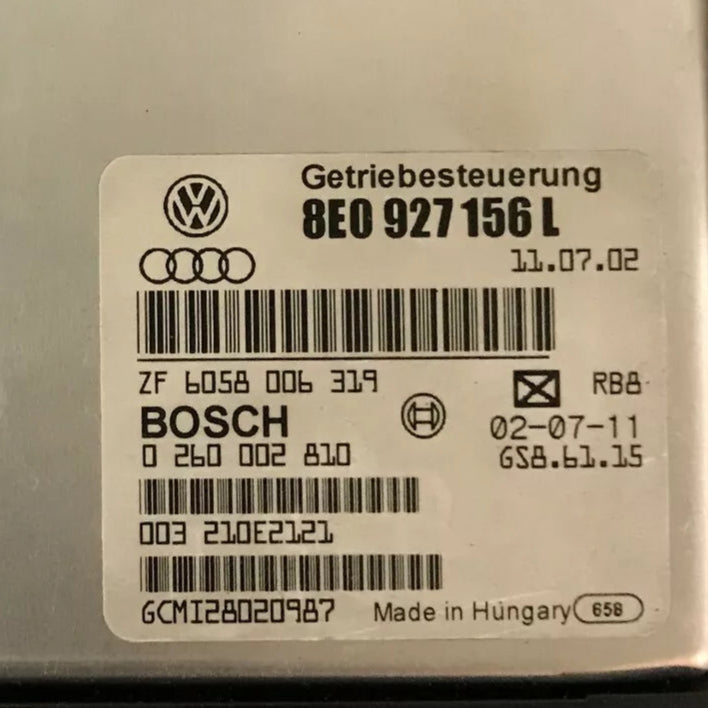 Getriebesteuerung
8E0 927 156 L
11.07.02
ZF 6058 006 319
RB8
BOSCH
02-07-11
0 260 002 810
GS8.61.15
003 210E2121
GCMI28020987 Made in Hungary 658